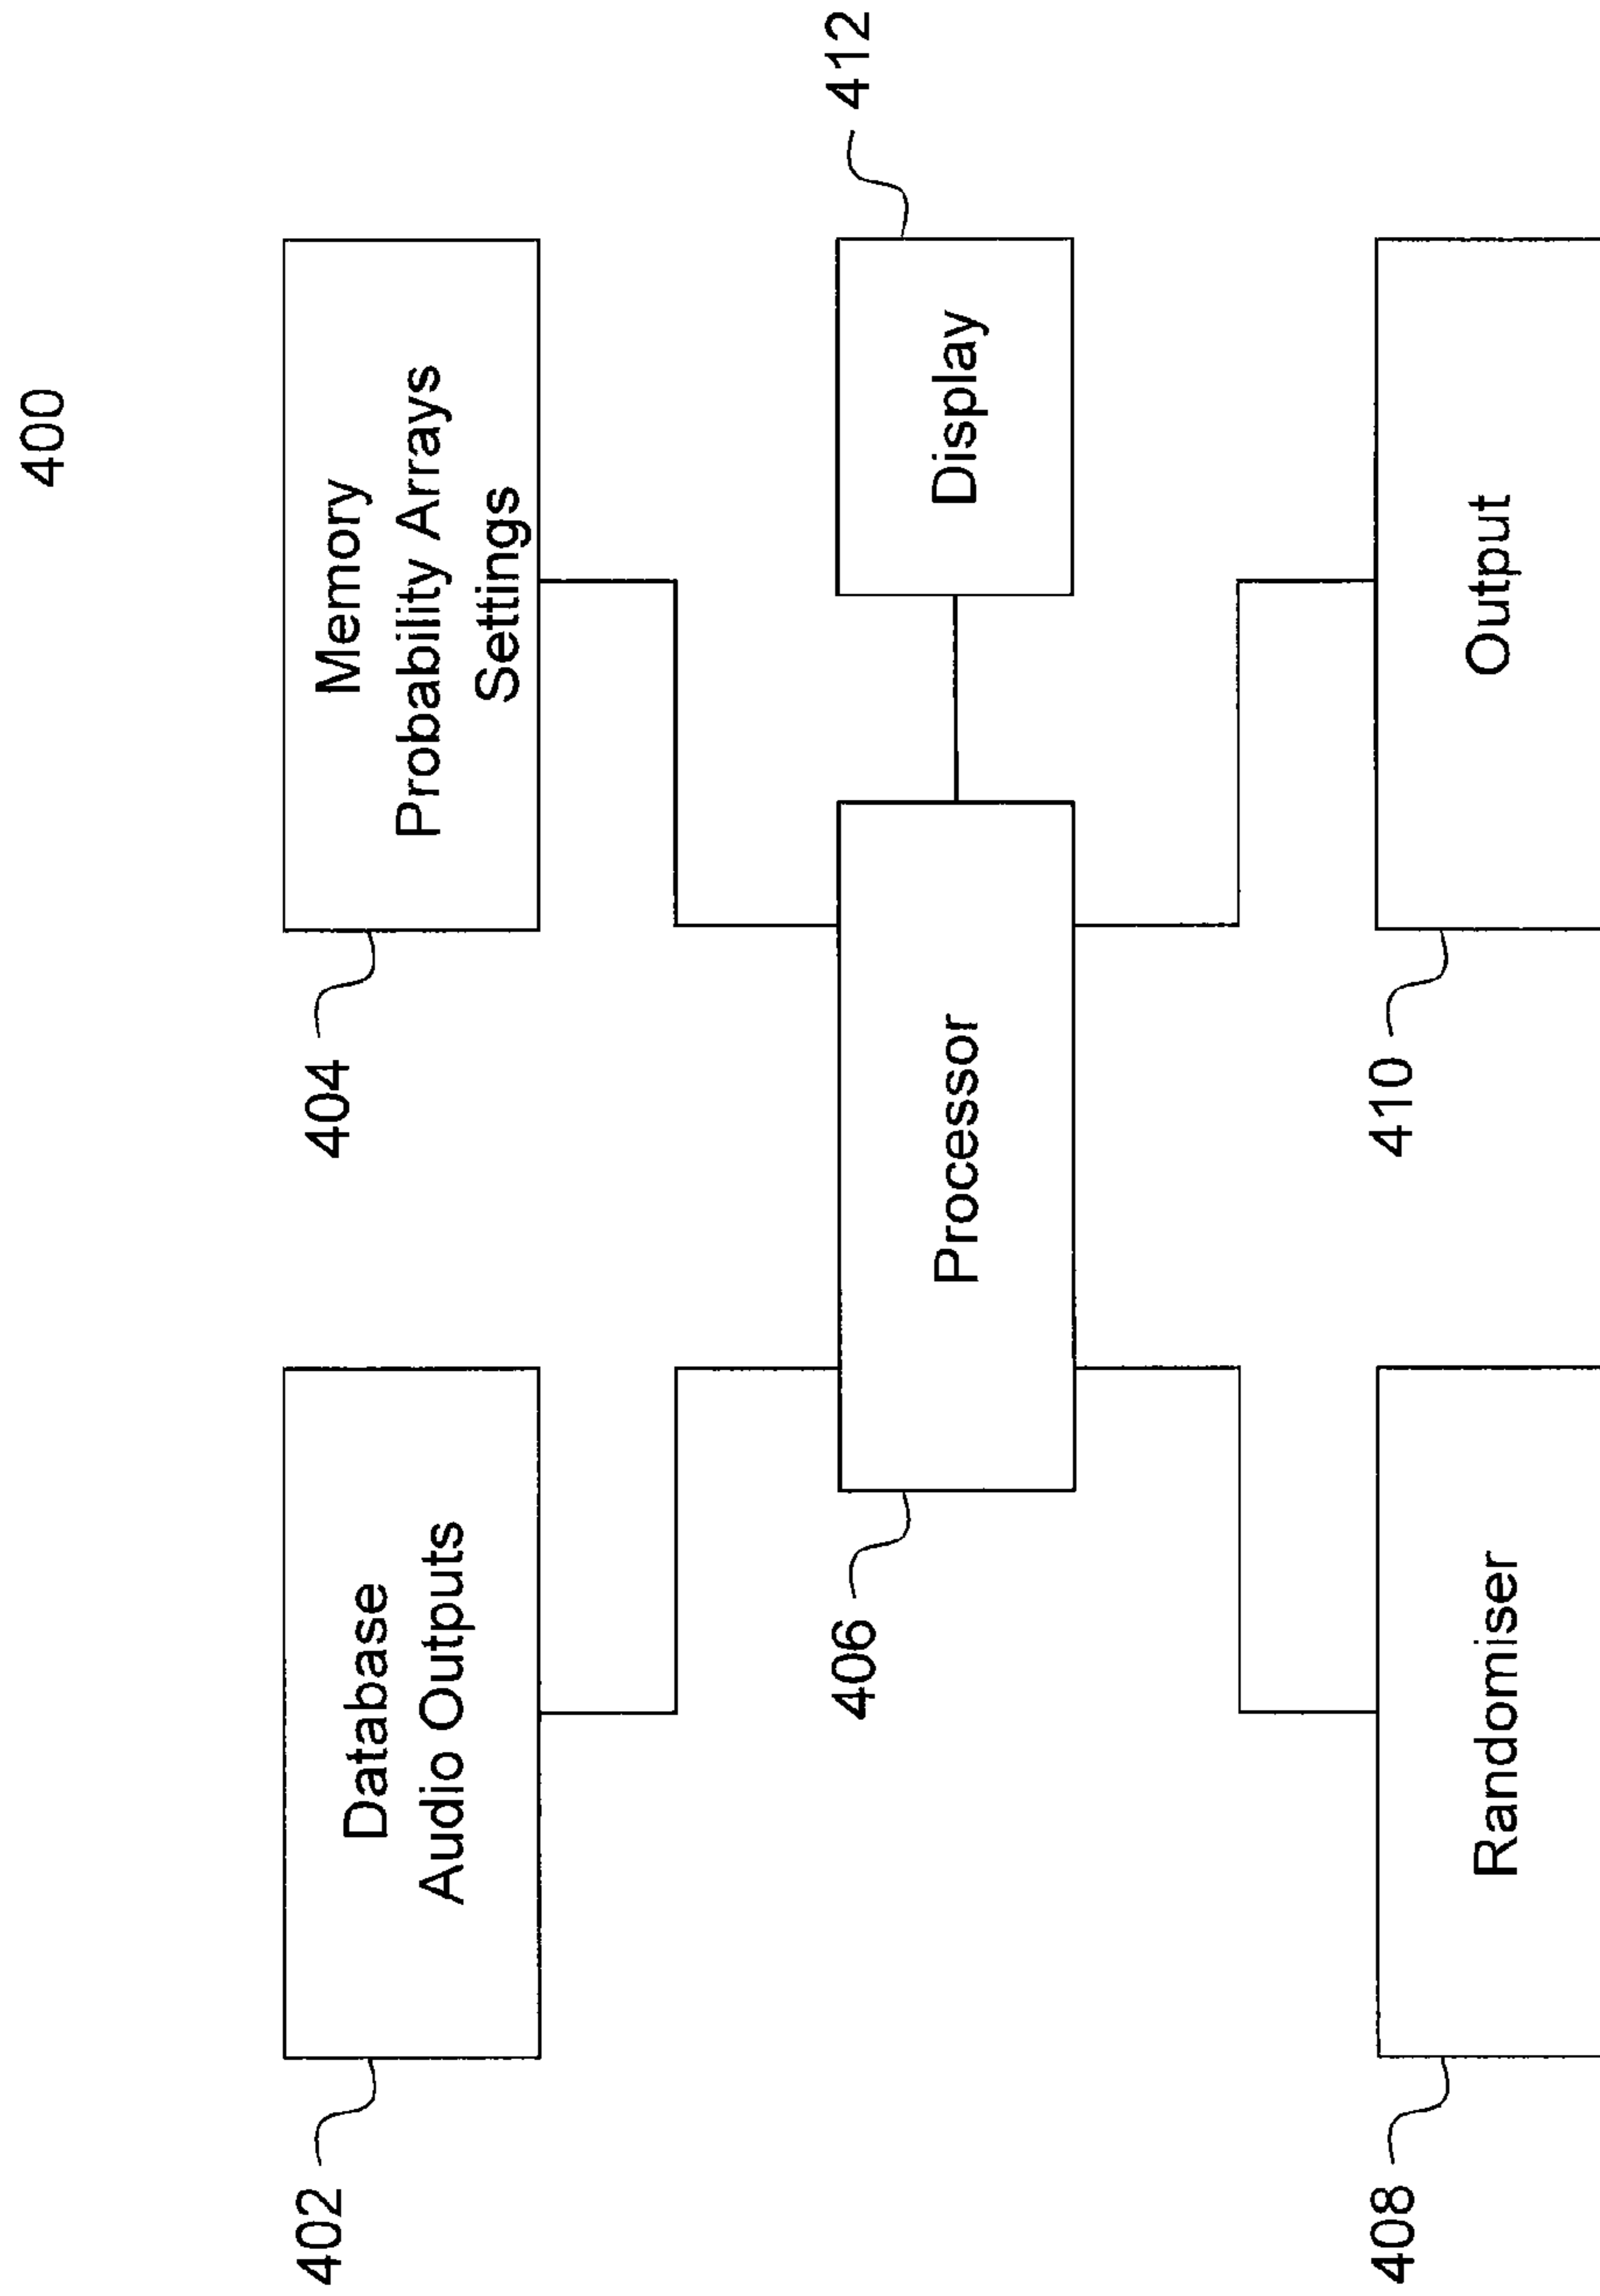 400
402
Database
Audio Outputs
404
Memory
Probability Arrays
Settings
406
Processor
Display
412
408
Randomiser
410
Output